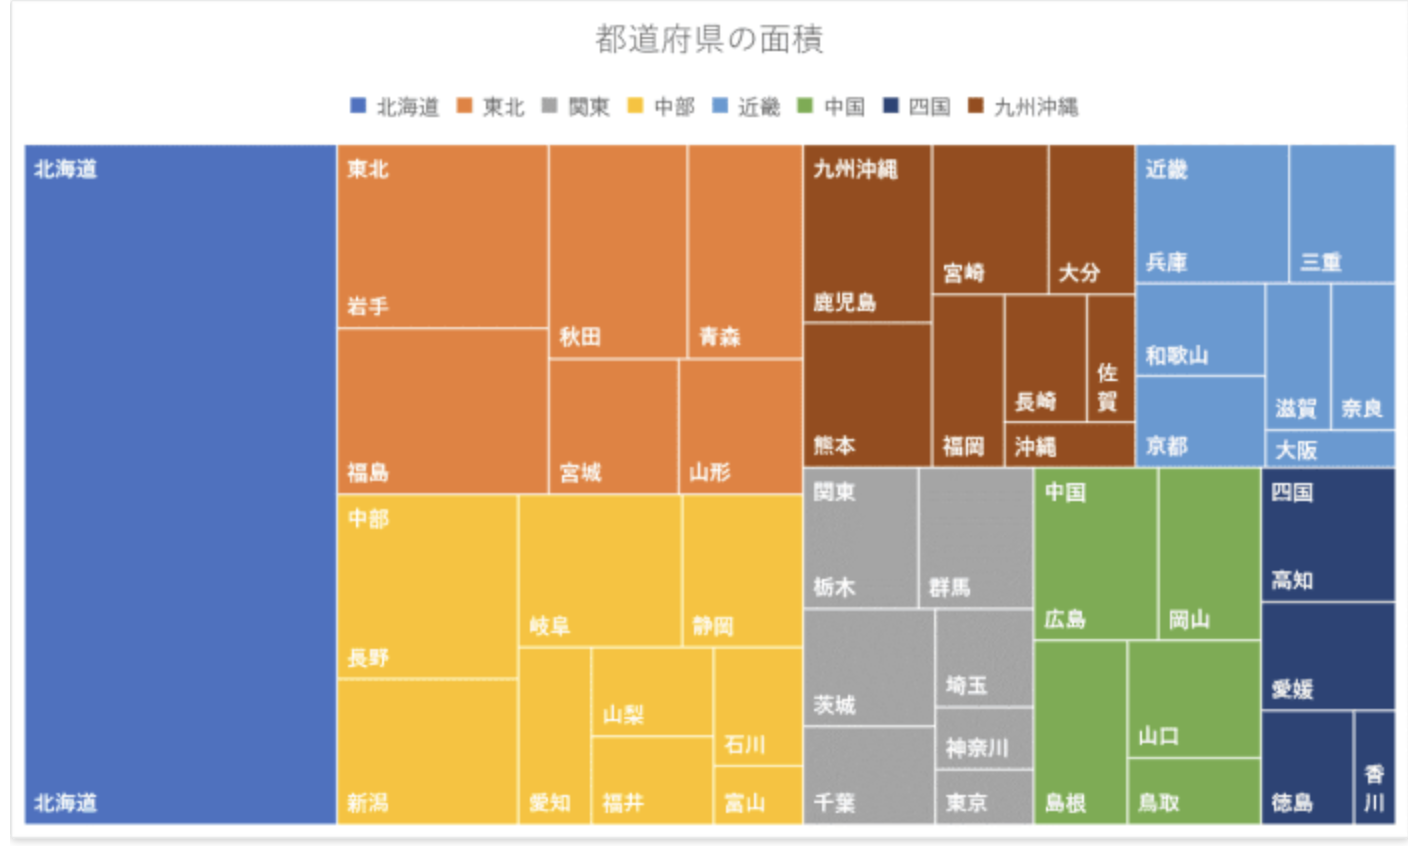 都道府県の面積
北海道 東北 関東 中部 近畿 中国 四国 九州沖縄
北海道
北海道
東北
岩手
福島
秋田
青森
宮城
山形
中部
長野
新潟
岐阜
静岡
愛知
山梨
福井
石川
富山
九州沖縄
鹿児島
熊本
宮崎
大分
福岡
長崎
佐
賀
沖縄
近畿
兵庫
三重
和歌山
京都
滋賀
奈良
大阪
関東
栃木
群馬
茨城
千葉
埼玉
神奈川
東京
中国
広島
岡山
島根
山口
鳥取
四国
高知
愛媛
徳島
香
川